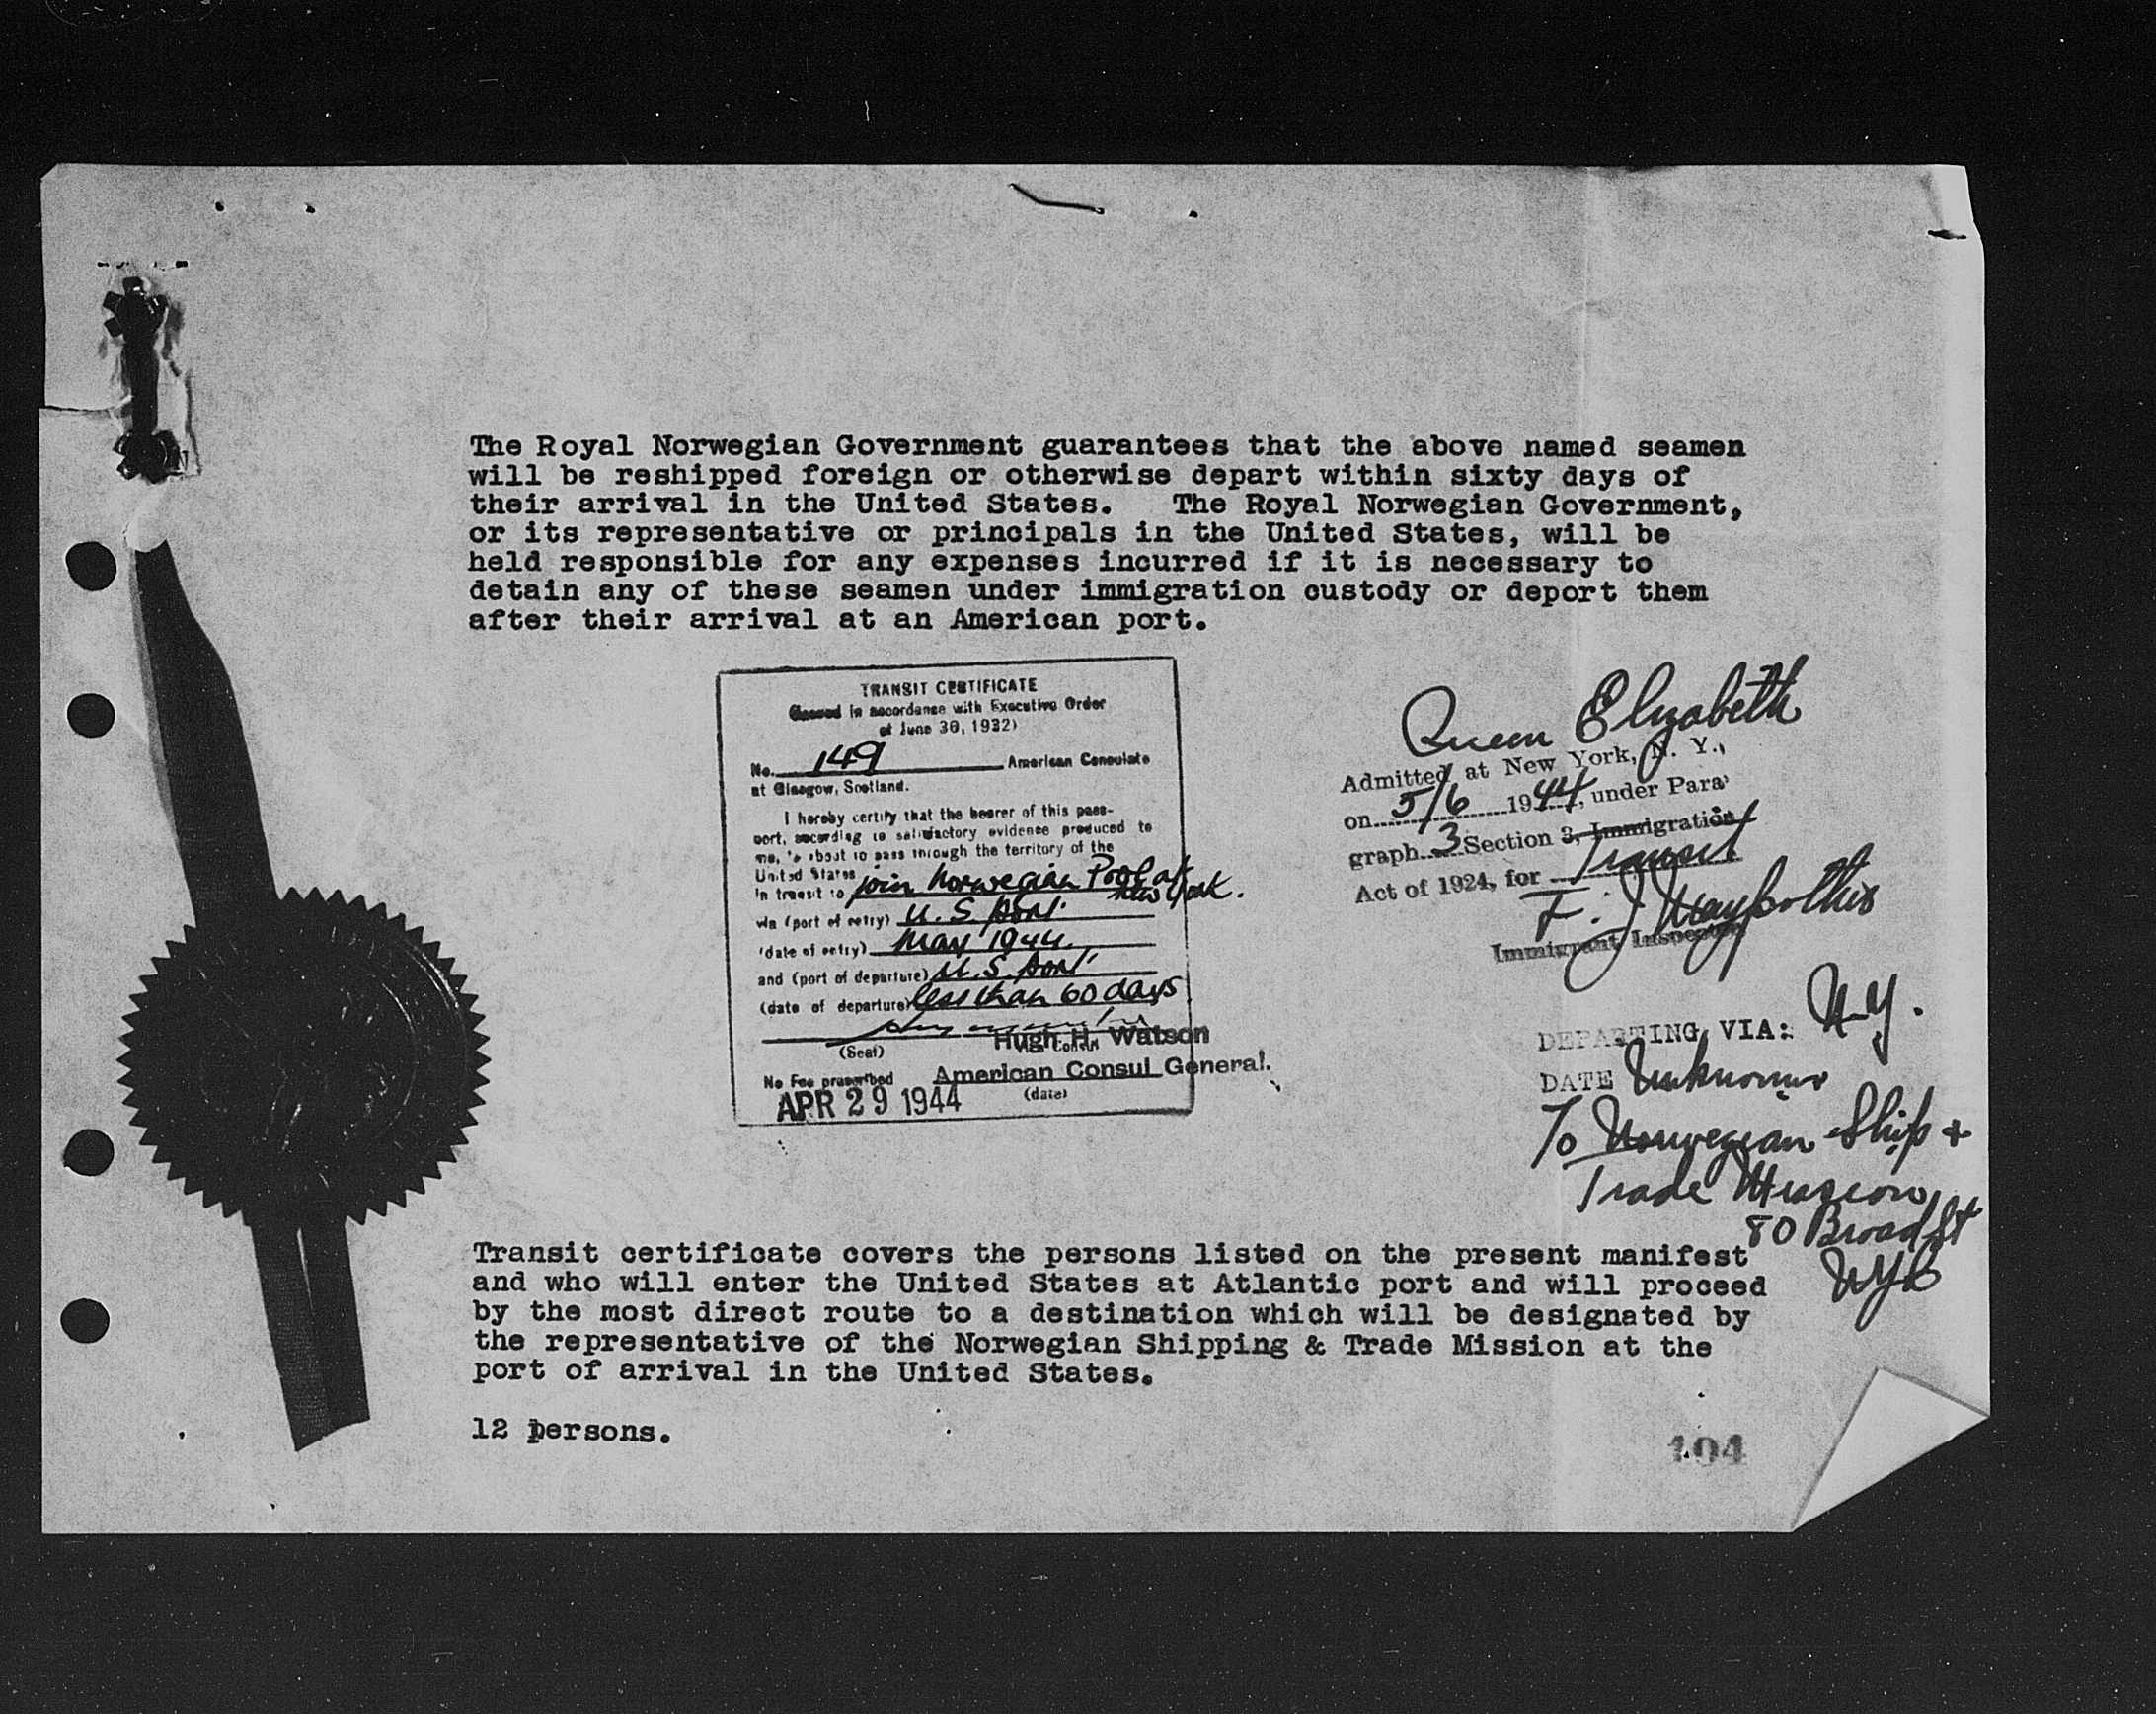 The Royal Norwegian Government guarantees that the above named seamen
will be reshipped foreign or otherwise depart within sixty days of
their arrival in the United States. The Royal Norwegian Government,
or its representative or principals in the United States, will be
held responsible for any expenses incurred if it is necessary to
detain any of these seamen under immigration custody or deport them
after their arrival at an American port.
TRANSIT CERTIFICATE
(Issued in accordance with Executive Order
of June 30, 1932)
No. 149 American Consulate
at Glasgow, Scotland.
I hereby certify that the bearer of this pass-
port, according to satisfactory evidence produced to
me, is about to pass through the territory of the
United States
in transit to join Norwegian Pool at
New York.
via (port of entry) U.S. port
(date of entry) May 1944.
and (port of departure) U.S. port
(date of departure) less than 60 days
Hugh H. Watson
(Seal) Consul
American Consul General.
No Fee prescribed
APR 29 1944 (date)
Queen Elizabeth
Admitted at New York, N. Y.,
on 5/6 1944, under Para-
graph 3 Section 3, Immigration
Act of 1924, for Transit
F. J.
Immigrant Inspector
DEPARTING VIA: N.Y.
DATE Unknown
To Norwegian Ship &
Trade Mission
80 Broad St
NYC
Transit certificate covers the persons listed on the present manifest
and who will enter the United States at Atlantic port and will proceed
by the most direct route to a destination which will be designated by
the representative of the Norwegian Shipping & Trade Mission at the
port of arrival in the United States.
12 persons.
104